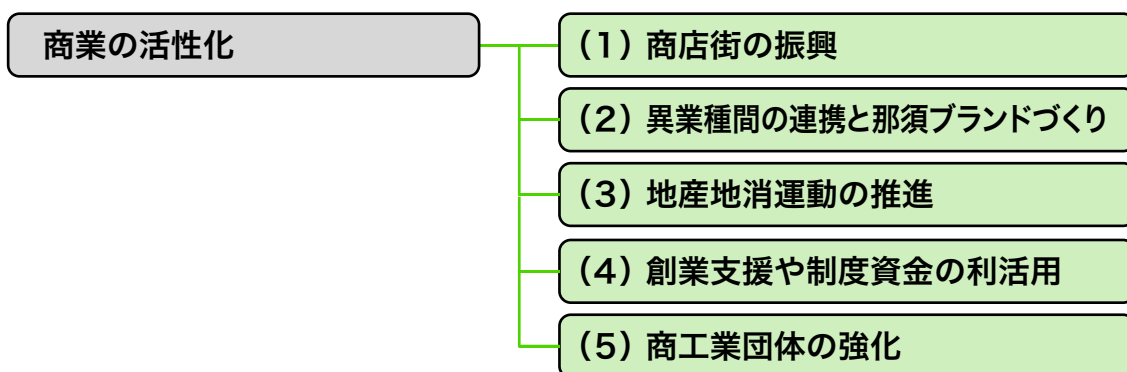 商業の活性化
（1）商店街の振興
（2）異業種間の連携と那須ブランドづくり
（3）地産地消運動の推進
（4）創業支援や制度資金の利活用
（5）商工業団体の強化